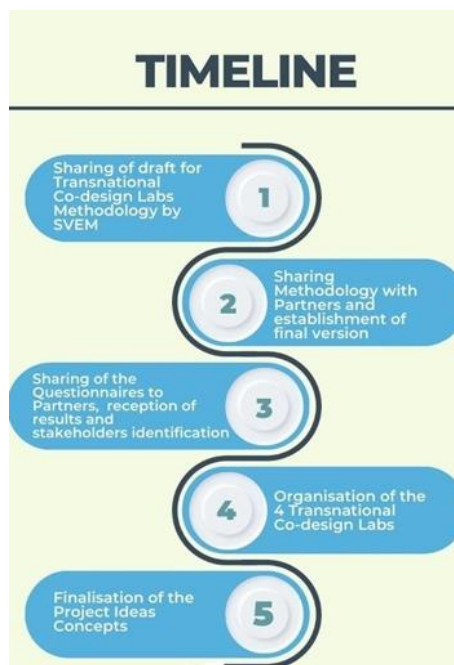 TIMELINE
Sharing of draft for
Transnational
Co-design Labs
Methodology by
SVEM
1
Sharing
Methodology with
Partners and
establishment of
final version
2
Sharing of the
Questionnaires to
Partners, reception of
results and
stakeholders identification
3
Organisation of the
4 Transnational
Co-design Labs
4
Finalisation of the
Project Ideas
Concepts
5